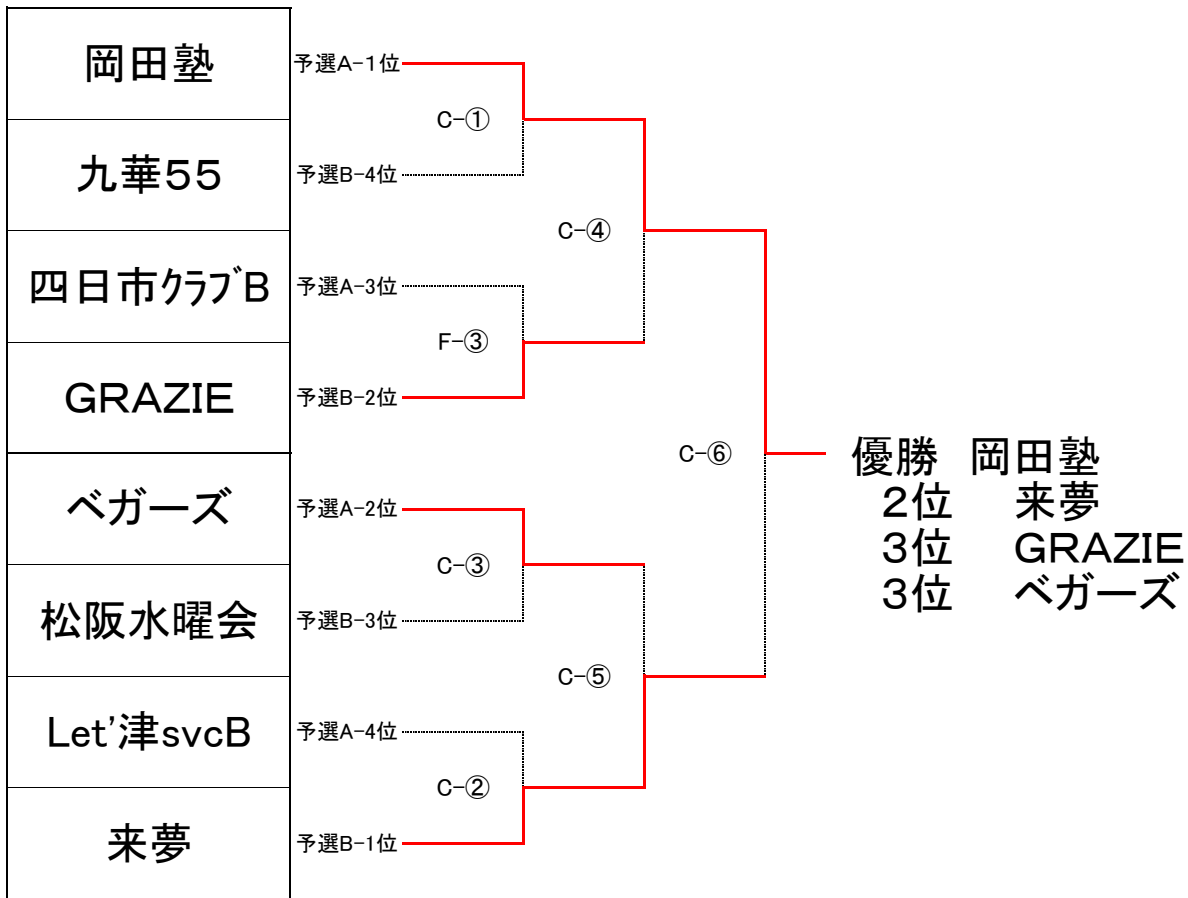 岡田塾 予選A-1位
C-①
九華55 予選B-4位
C-④
四日市ｸﾗﾌﾞB 予選A-3位
F-③
GRAZIE 予選B-2位
C-⑥
優勝 岡田塾
2位 来夢
3位 GRAZIE
3位 ベガーズ
ベガーズ 予選A-2位
C-③
松阪水曜会 予選B-3位
C-⑤
Let'津svcB 予選A-4位
C-②
来夢 予選B-1位